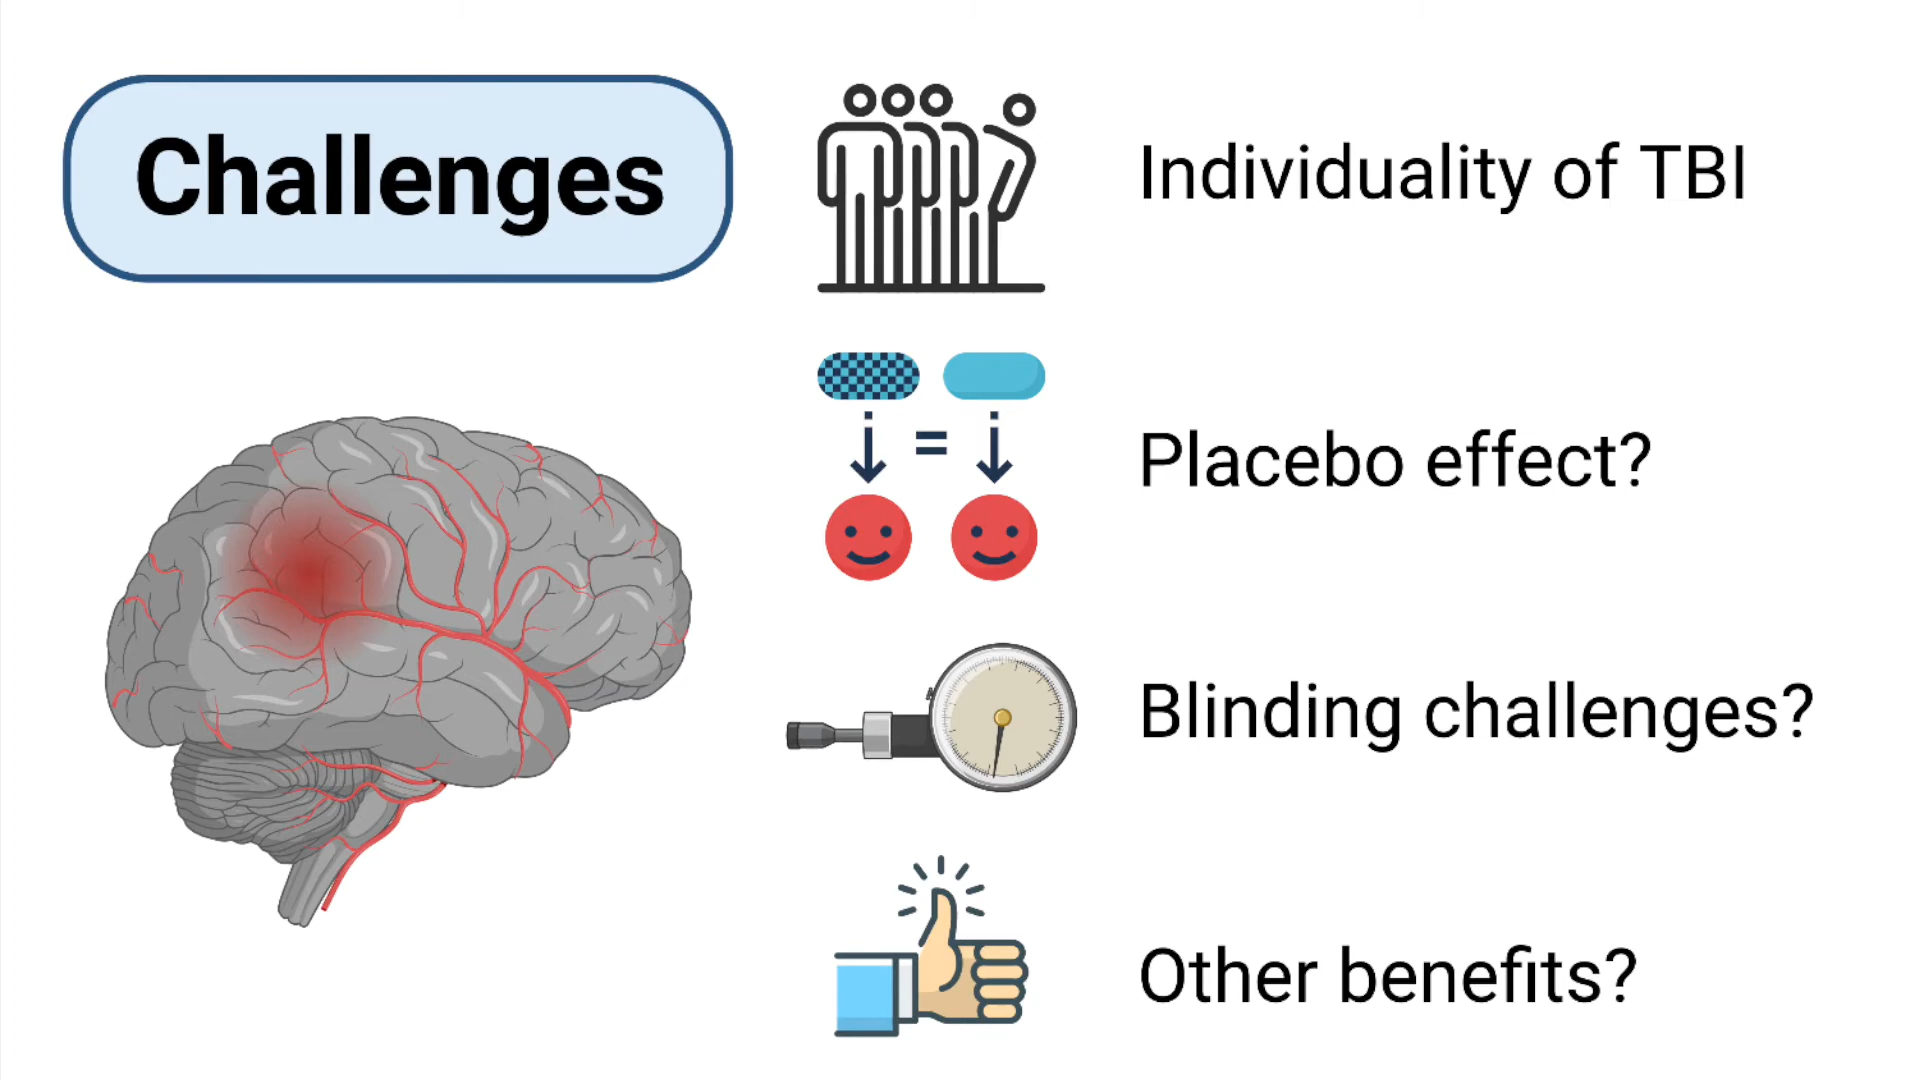 Challenges
Individuality of TBI
Placebo effect?
Blinding challenges?
Other benefits?